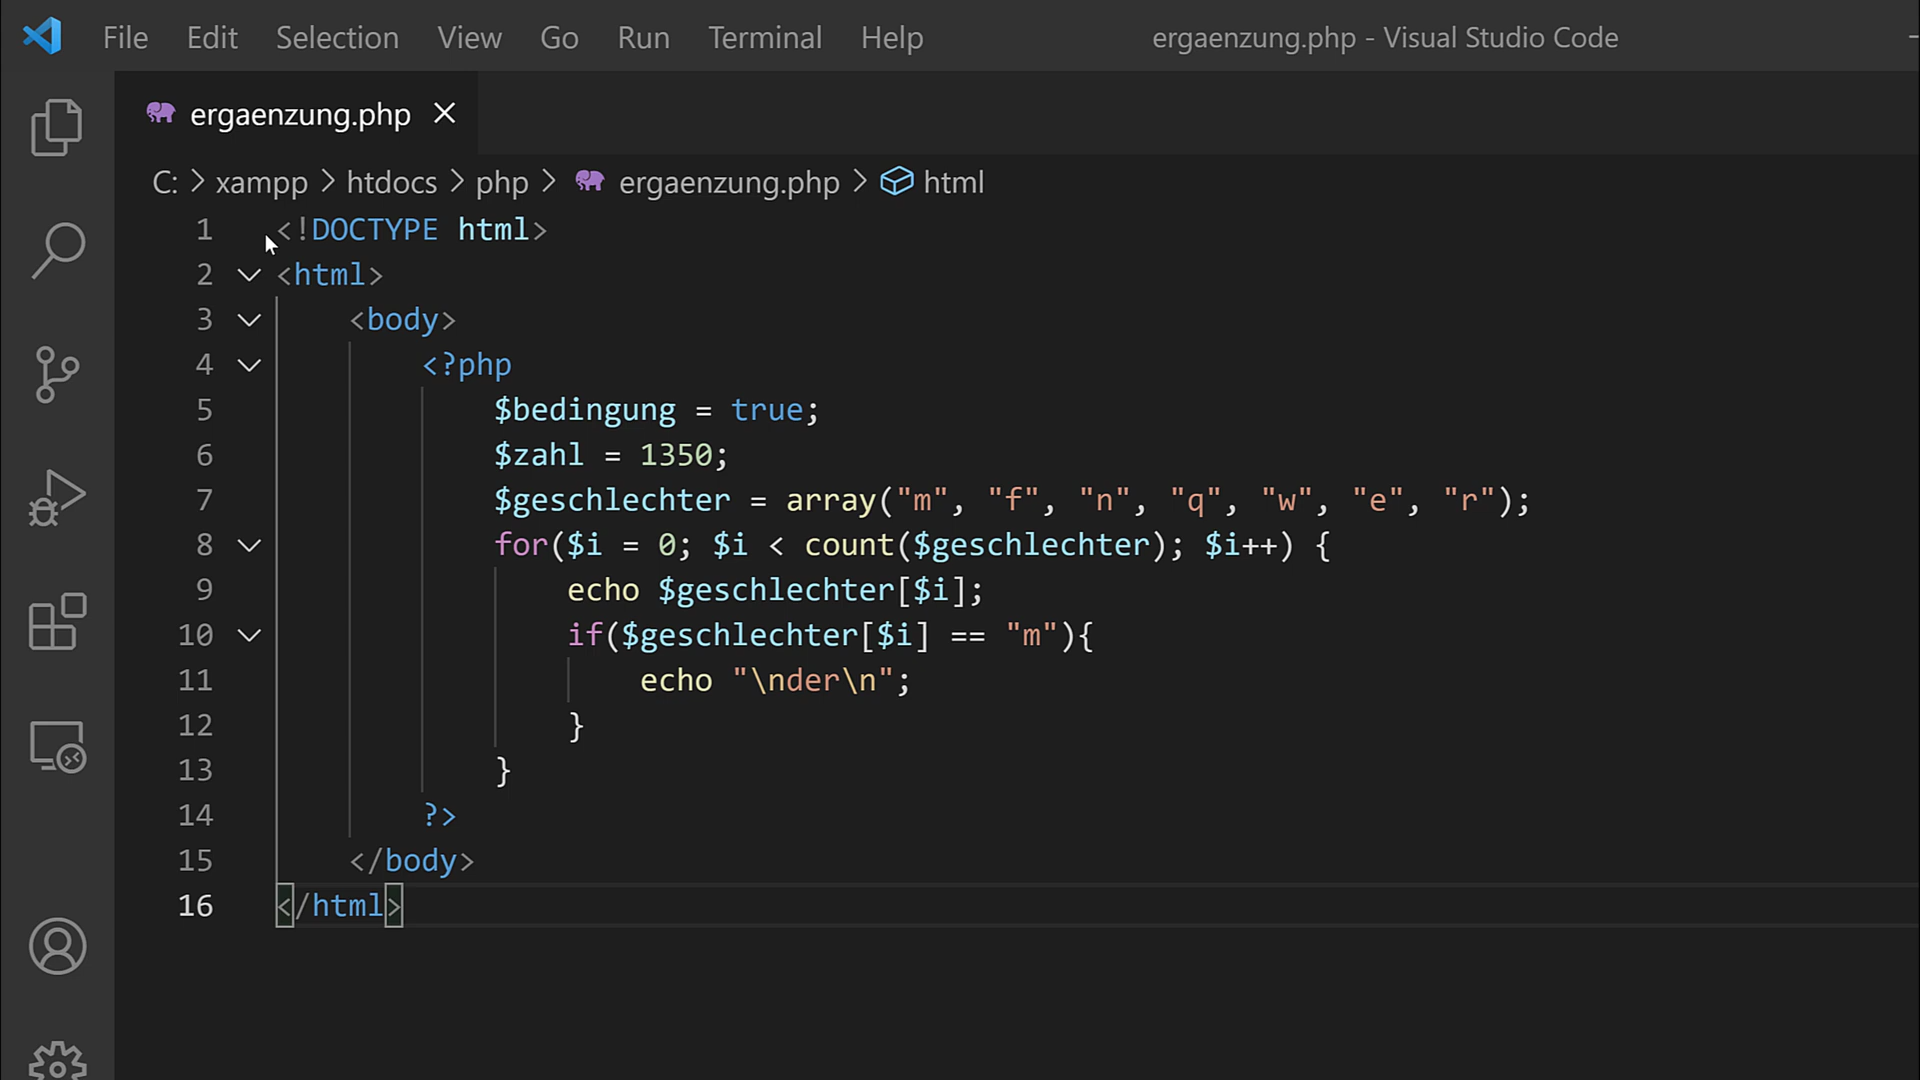 File Edit Selection View Go Run Terminal Help ergaenzung.php - Visual Studio Code
ergaenzung.php
C: > xampp > htdocs > php > ergaenzung.php > html
1 <!DOCTYPE html>
2 <html>
3 <body>
4 <?php
5 $bedingung = true;
6 $zahl = 1350;
7 $geschlechter = array("m", "f", "n", "q", "w", "e", "r");
8 for($i = 0; $i < count($geschlechter); $i++) {
9 echo $geschlechter[$i];
10 if($geschlechter[$i] == "m"){
11 echo "\nder\n";
12 }
13 }
14 ?>
15 </body>
16 </html>